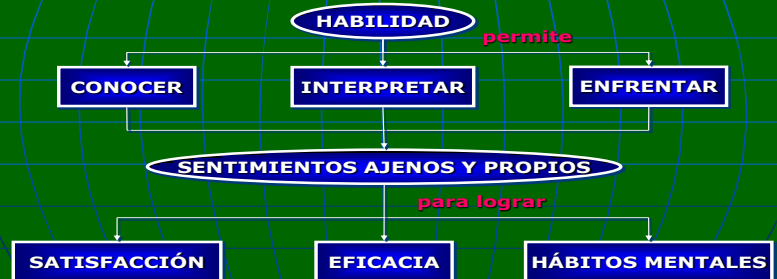 HABILIDAD
permite
CONOCER
INTERPRETAR
ENFRENTAR
SENTIMIENTOS AJENOS Y PROPIOS
para lograr
SATISFACCIÓN
EFICACIA
HÁBITOS MENTALES